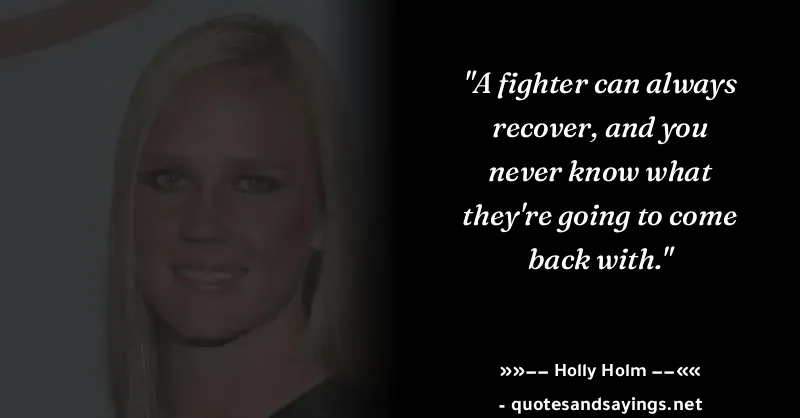 "A fighter can always
recover, and you
never know what
they're going to come
back with."
»»—— Holly Holm ——««
- quotesandsayings.net